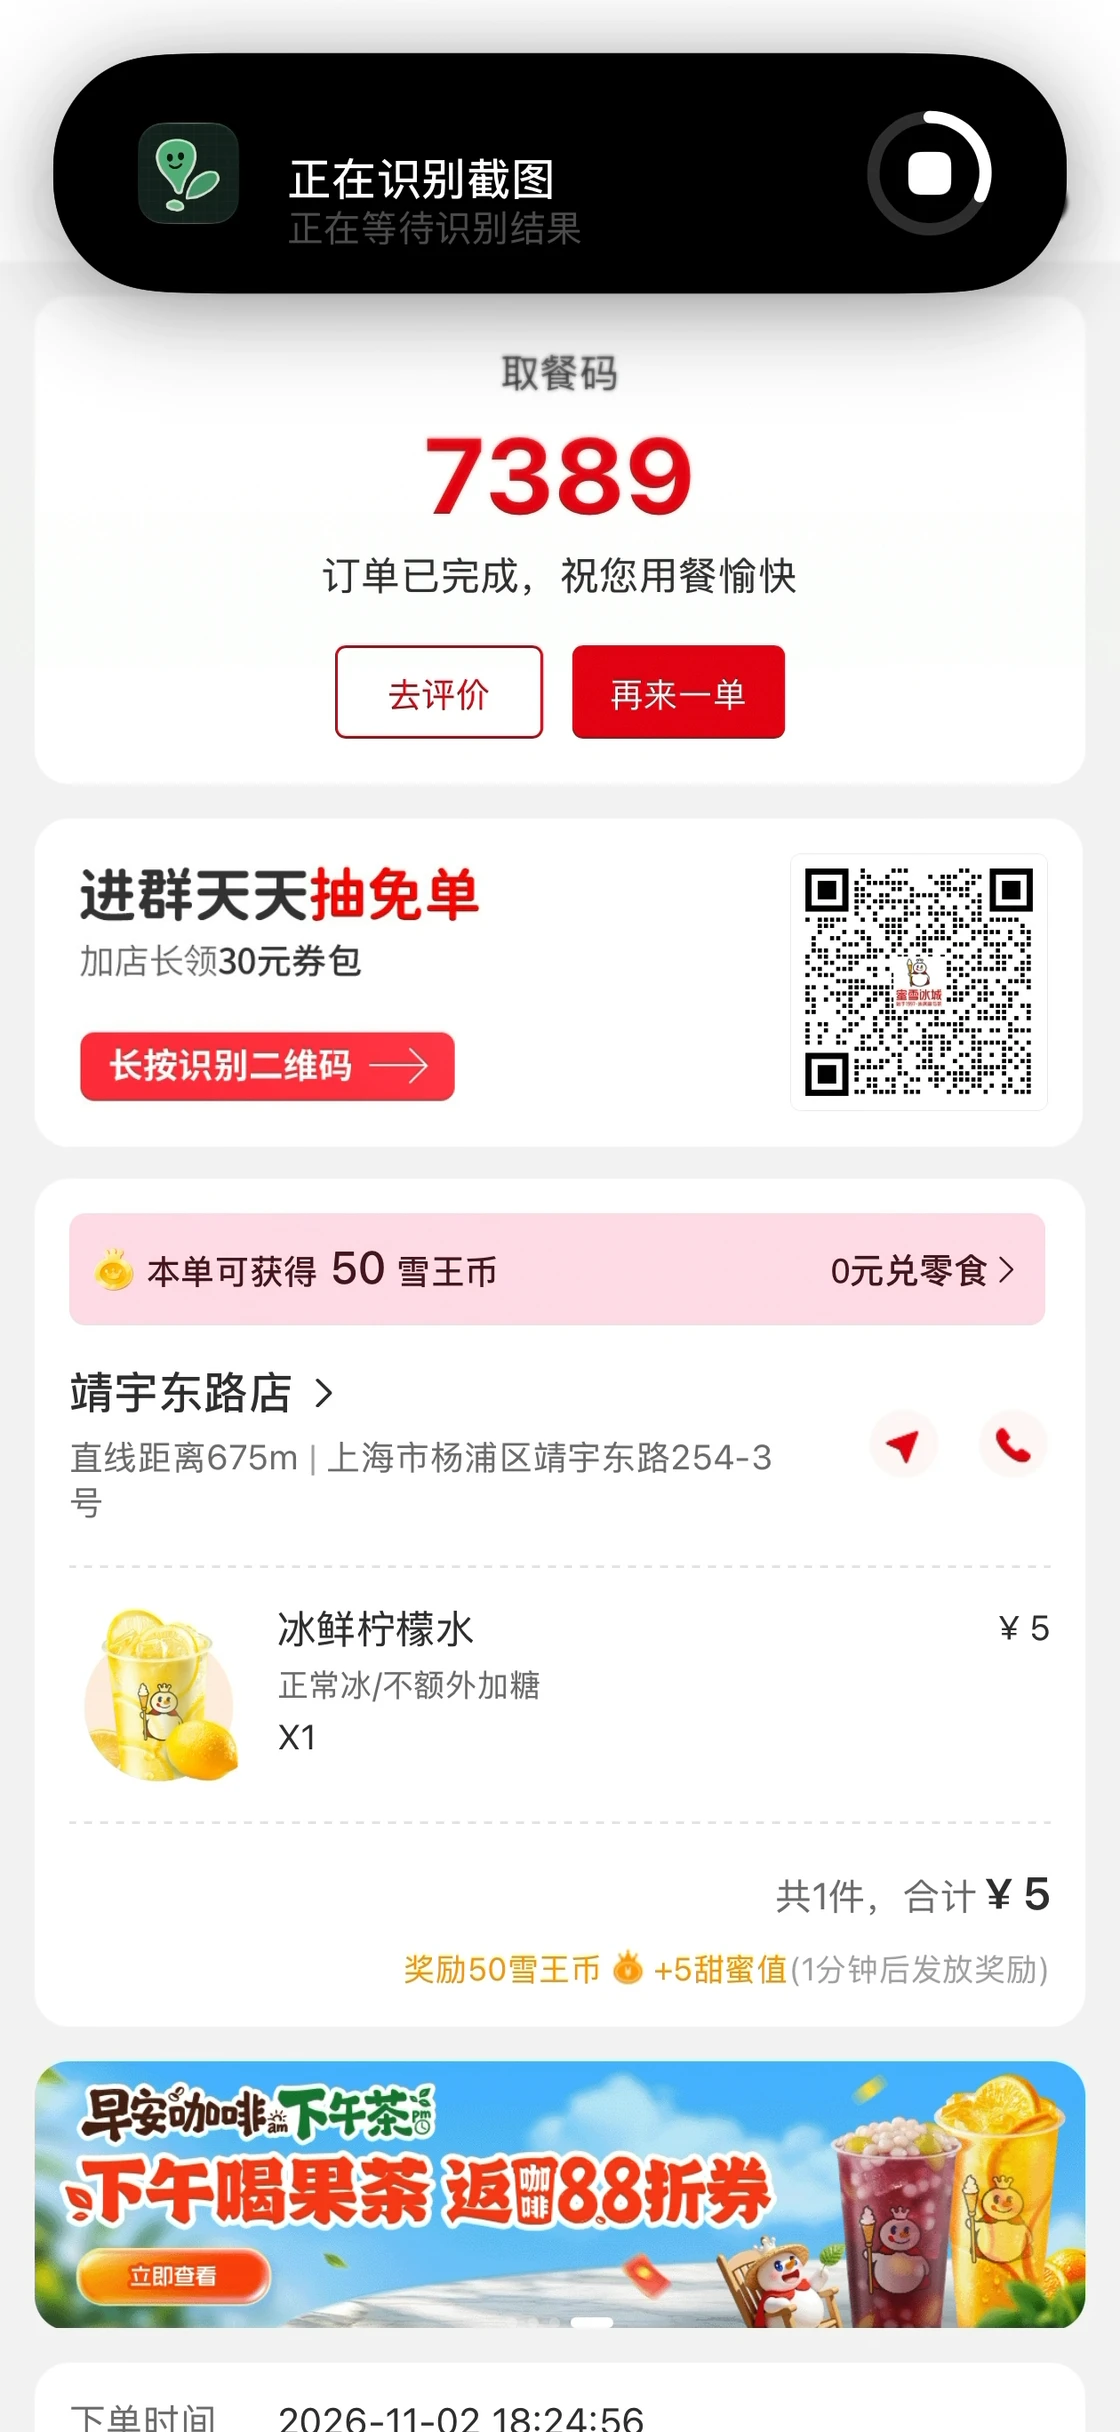 正在识别截图
正在等待识别结果
取餐码
7389
订单已完成，祝您用餐愉快
去评价
再来一单
进群天天抽免单
加店长领30元券包
长按识别二维码
蜜雪冰城
本单可获得 50 雪王币
0元兑零食
靖宇东路店
直线距离675m | 上海市杨浦区靖宇东路254-3
号
冰鲜柠檬水
¥ 5
正常冰/不额外加糖
X1
共1件，合计 ¥ 5
奖励50雪王币 +5甜蜜值(1分钟后发放奖励)
早安咖啡am下午茶pm
下午喝果茶 返咖啡8.8折券
立即查看
下单时间 2026-11-02 18:24:56